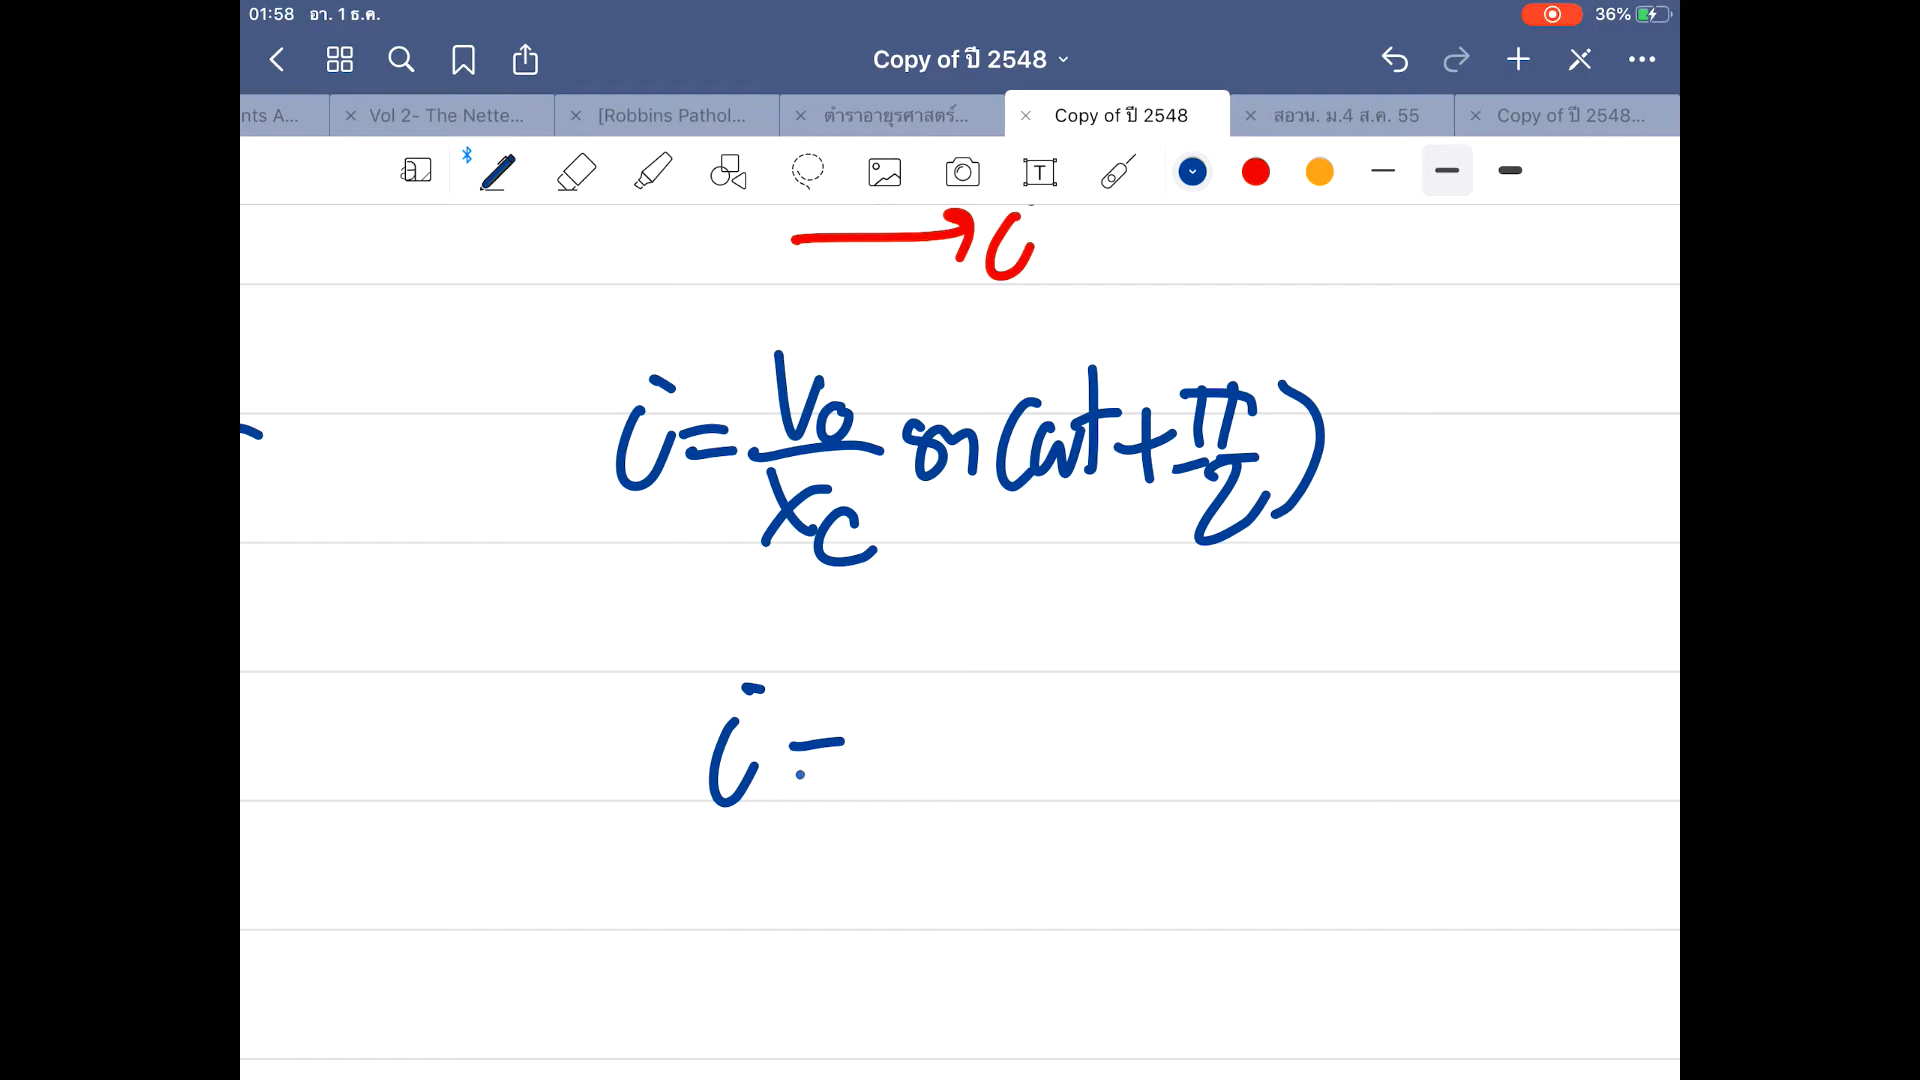 01:58 อา. 1 ธ.ค. 36%
Copy of ปี 2548
nts A... Vol 2- The Nette... [Robbins Pathol... ตำราอายุรศาสตร์... Copy of ปี 2548 สอวน. ม.4 ส.ค. 55 Copy of ปี 2548...
a T
→ i
i = V₀/X_C sin(ωt + π/2)
i =